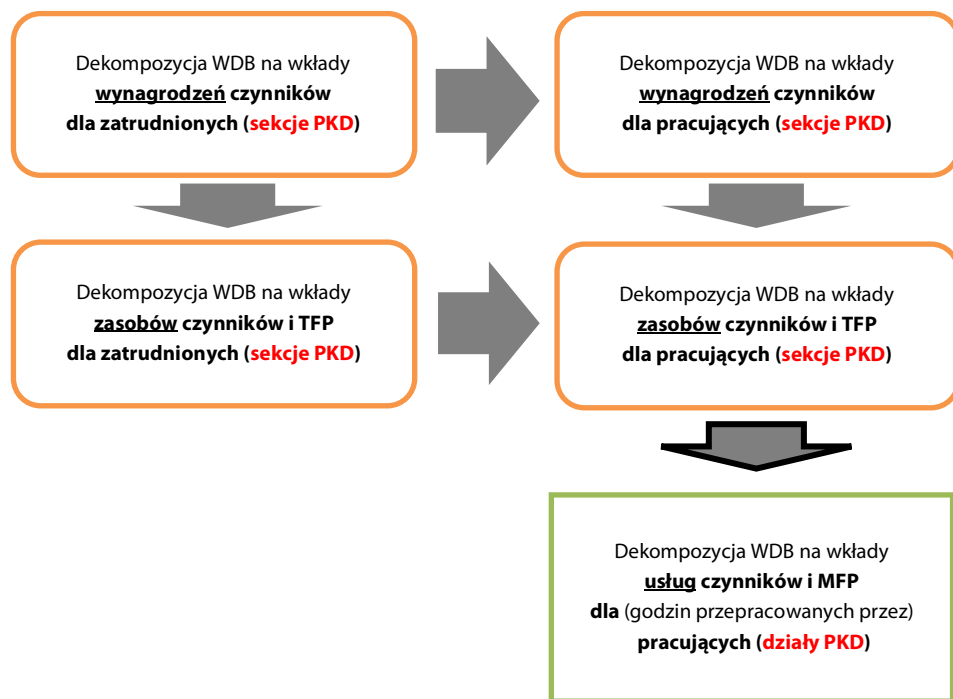 Dekompozycja WDB na wkłady
wynagrodzeń czynników
dla zatrudnionych (sekcje PKD)
Dekompozycja WDB na wkłady
wynagrodzeń czynników
dla pracujących (sekcje PKD)
Dekompozycja WDB na wkłady
zasobów czynników i TFP
dla zatrudnionych (sekcje PKD)
Dekompozycja WDB na wkłady
zasobów czynników i TFP
dla pracujących (sekcje PKD)
Dekompozycja WDB na wkłady
usług czynników i MFP
dla (godzin przepracowanych przez)
pracujących (działy PKD)